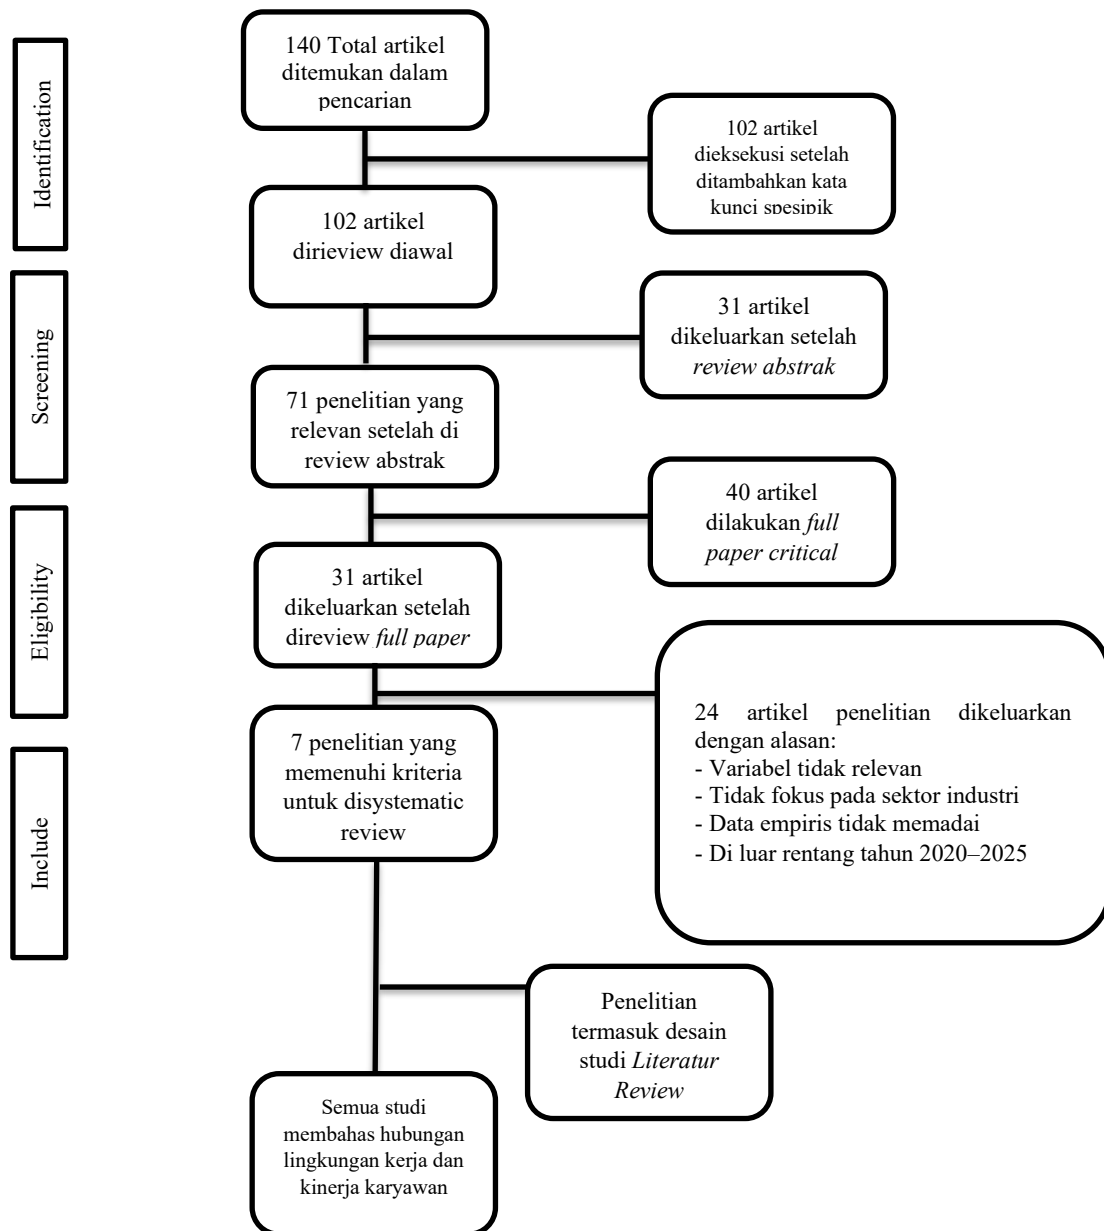 Identification
140 Total artikel
ditemukan dalam
pencarian
102 artikel
dieksekusi setelah
ditambahkan kata
kunci spesipik
102 artikel
dirieview diawal
Screening
31 artikel
dikeluarkan setelah
review abstrak
71 penelitian yang
relevan setelah di
review abstrak
Eligibility
40 artikel
dilakukan full
paper critical
31 artikel
dikeluarkan setelah
direview full paper
24 artikel penelitian dikeluarkan
dengan alasan:
- Variabel tidak relevan
- Tidak fokus pada sektor industri
- Data empiris tidak memadai
- Di luar rentang tahun 2020–2025
Include
7 penelitian yang
memenuhi kriteria
untuk disystematic
review
Penelitian
termasuk desain
studi Literatur
Review
Semua studi
membahas hubungan
lingkungan kerja dan
kinerja karyawan